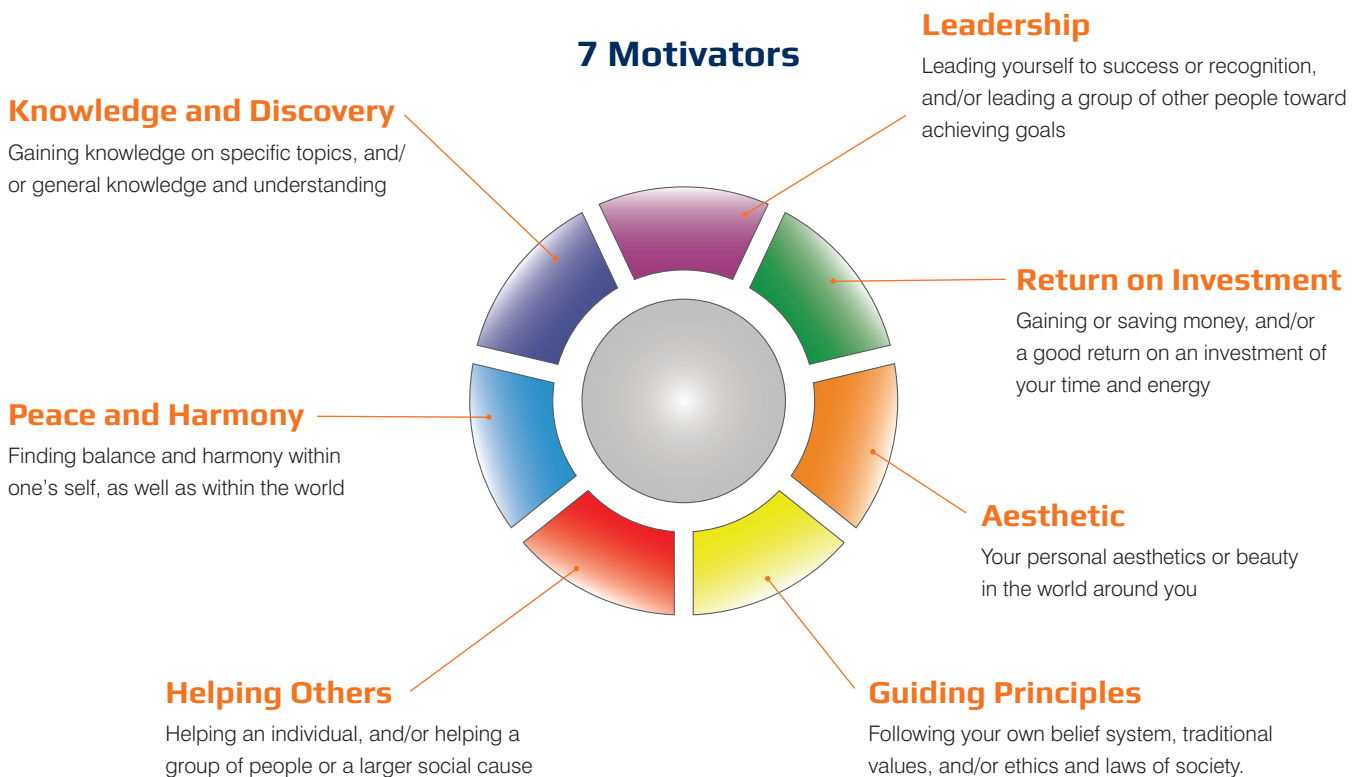 7 Motivators
Leadership
Leading yourself to success or recognition,
and/or leading a group of other people toward
achieving goals
Knowledge and Discovery
Gaining knowledge on specific topics, and/
or general knowledge and understanding
Return on Investment
Gaining or saving money, and/or
a good return on an investment of
your time and energy
Peace and Harmony
Finding balance and harmony within
one's self, as well as within the world
Aesthetic
Your personal aesthetics or beauty
in the world around you
Helping Others
Helping an individual, and/or helping a
group of people or a larger social cause
Guiding Principles
Following your own belief system, traditional
values, and/or ethics and laws of society.